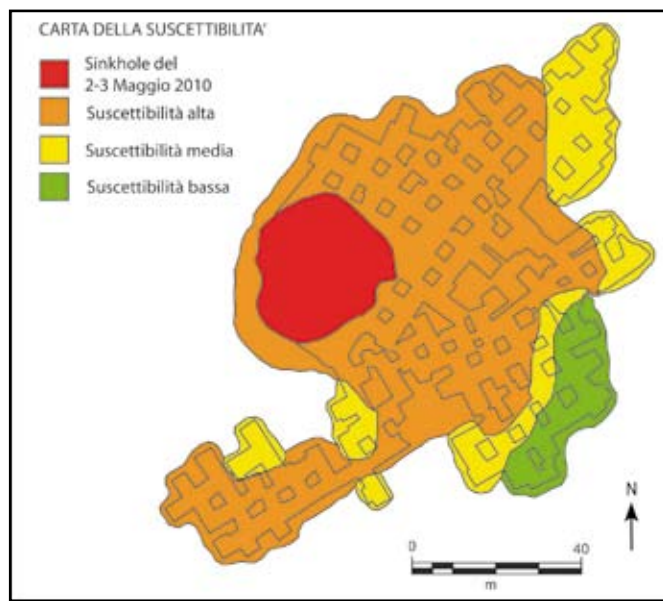 CARTA DELLA SUSCETTIBILITA'
Sinkhole del
2-3 Maggio 2010
Suscettibilità alta
Suscettibilità media
Suscettibilità bassa
N
0 40
m